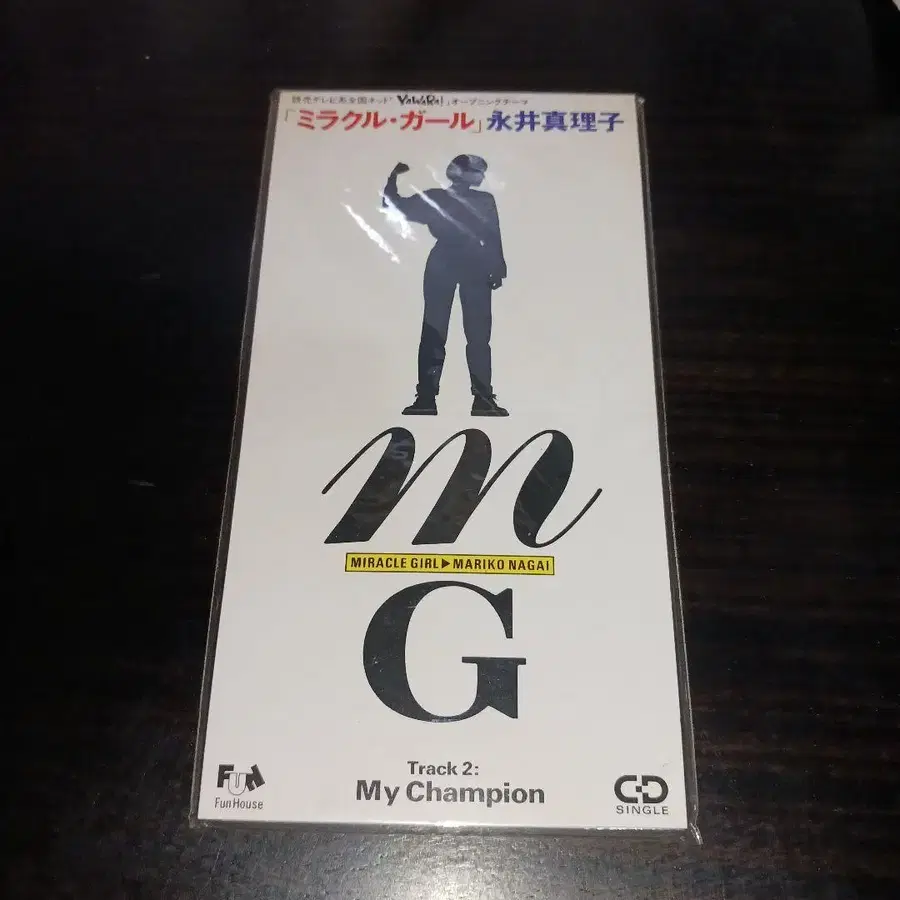 読売テレビ系全国ネット「YAWARA!」オープニングテーマ
「ミラクル・ガール」永井真理子
m
MIRACLE GIRL▶MARIKO NAGAI
G
Track 2:
My Champion
FUN
Fun House
CD
SINGLE